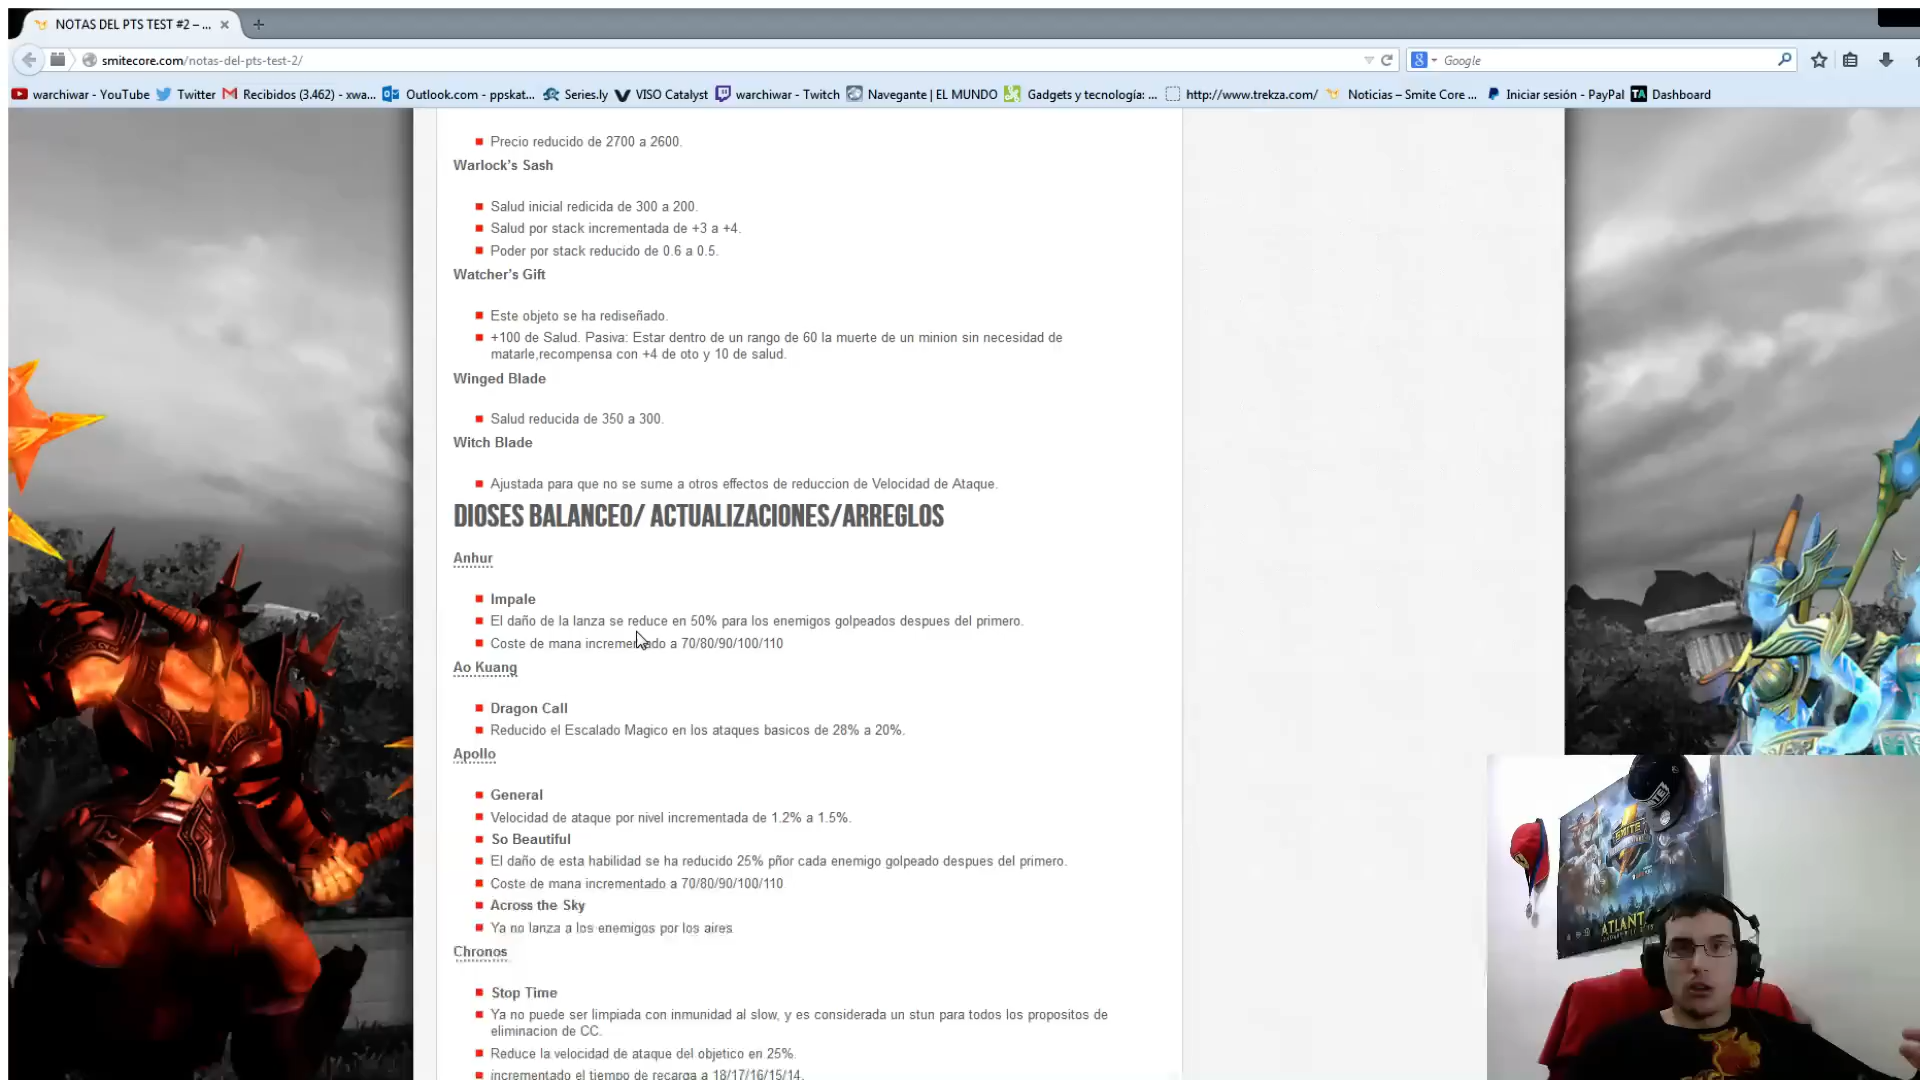 NOTAS DEL PTS TEST #2 – ...
smitecore.com/notas-del-pts-test-2/
Google
warchiwar - YouTube Twitter Recibidos (3.462) - xwa... Outlook.com - ppskat... Series.ly VISO Catalyst warchiwar - Twitch Navegante | EL MUNDO Gadgets y tecnología: ... http://www.trekza.com/ Noticias – Smite Core ... Iniciar sesión - PayPal TA Dashboard
Precio reducido de 2700 a 2600.
Warlock's Sash
Salud inicial redicida de 300 a 200.
Salud por stack incrementada de +3 a +4.
Poder por stack reducido de 0.6 a 0.5.
Watcher's Gift
Este objeto se ha rediseñado.
+100 de Salud. Pasiva: Estar dentro de un rango de 60 la muerte de un minion sin necesidad de
matarle,recompensa con +4 de oto y 10 de salud.
Winged Blade
Salud reducida de 350 a 300.
Witch Blade
Ajustada para que no se sume a otros effectos de reduccion de Velocidad de Ataque.
DIOSES BALANCEO/ ACTUALIZACIONES/ARREGLOS
Anhur
Impale
El daño de la lanza se reduce en 50% para los enemigos golpeados despues del primero.
Coste de mana incrementado a 70/80/90/100/110
Ao Kuang
Dragon Call
Reducido el Escalado Magico en los ataques basicos de 28% a 20%.
Apollo
General
Velocidad de ataque por nivel incrementada de 1.2% a 1.5%.
So Beautiful
El daño de esta habilidad se ha reducido 25% pñor cada enemigo golpeado despues del primero.
Coste de mana incrementado a 70/80/90/100/110
Across the Sky
Ya no lanza a los enemigos por los aires
Chronos
Stop Time
Ya no puede ser limpiada con inmunidad al slow, y es considerada un stun para todos los propositos de
eliminacion de CC.
Reduce la velocidad de ataque del objetico en 25%.
incrementado el tiempo de recarga a 18/17/16/15/14.
SMITE
ATLANT